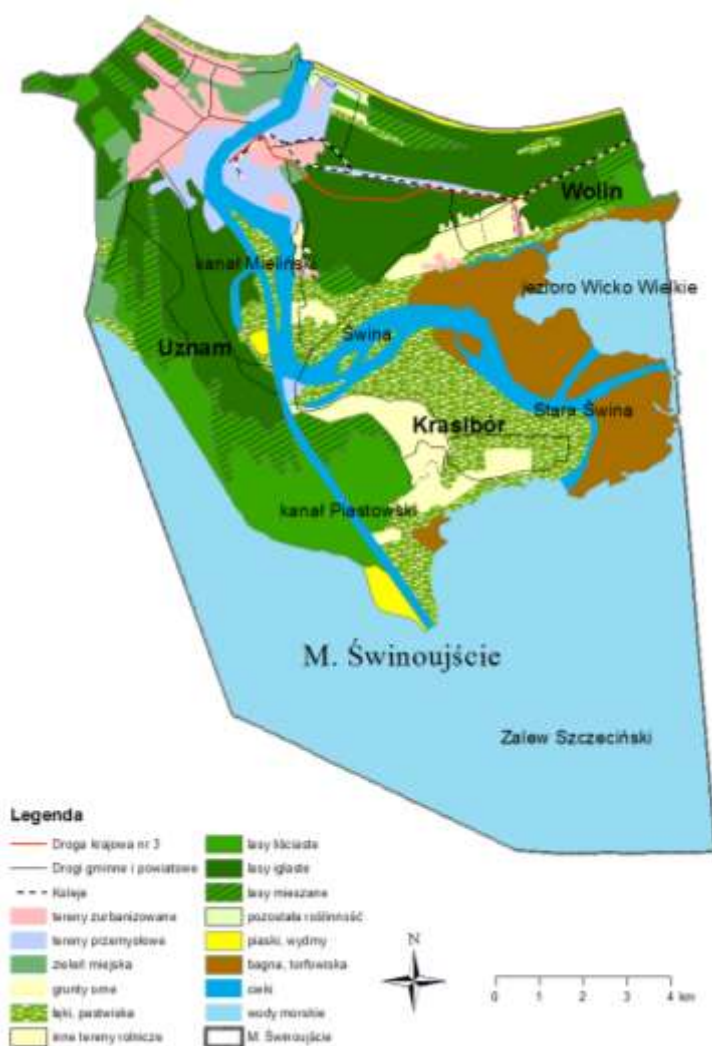 Wolin
kanał Mieliński
jezioro Wicko Wielkie
Świna
Uznam
Stara Świna
Krasibór
kanał Piastowski
M. Świnoujście
Zalew Szczeciński
Legenda
Droga krajowa nr 3
Drogi gminne i powiatowe
Koleje
tereny zurbanizowane
tereny przemysłowe
zieleń miejska
grunty orne
łąki, pastwiska
inne tereny rolnicze
lasy liściaste
lasy iglaste
lasy mieszane
pozostała roślinność
piaski, wydmy
bagna, torfowiska
cieki
wody morskie
M. Świnoujście
N
0 1 2 3 4
km